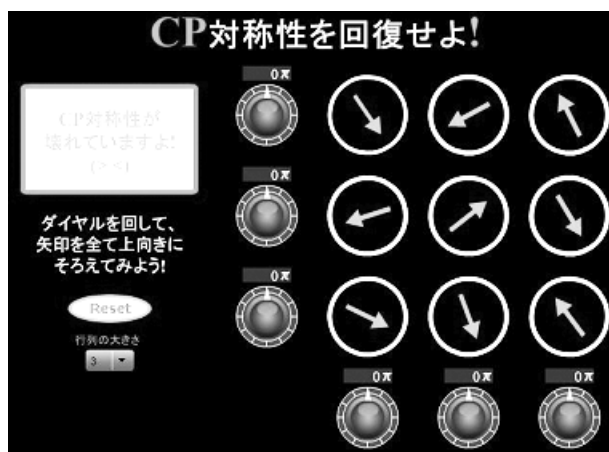 CP対称性を回復せよ!
0π
CP対称性が
壊れていますよ!
(><)
0π
ダイヤルを回して、
矢印を全て上向きに
そろえてみよう!
0π
Reset
行列の大きさ
3
0π 0π 0π